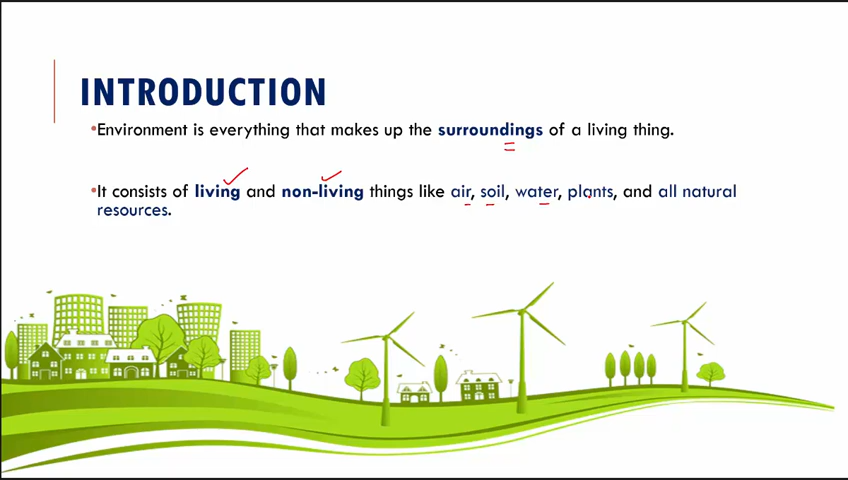 INTRODUCTION
•Environment is everything that makes up the surroundings of a living thing.
•It consists of living and non-living things like air, soil, water, plants, and all natural
resources.